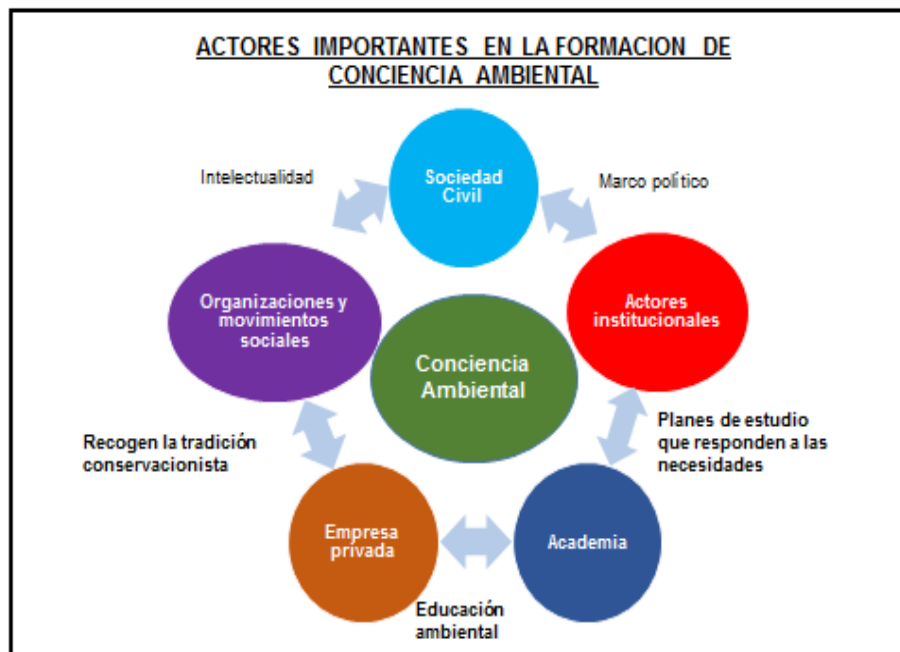 ACTORES IMPORTANTES EN LA FORMACION DE
CONCIENCIA AMBIENTAL
Sociedad
Civil
Intelectualidad
Marco político
Organizaciones y
movimientos
sociales
Actores
institucionales
Conciencia
Ambiental
Recogen la tradición
conservacionista
Planes de estudio
que responden a las
necesidades
Empresa
privada
Academia
Educación
ambiental